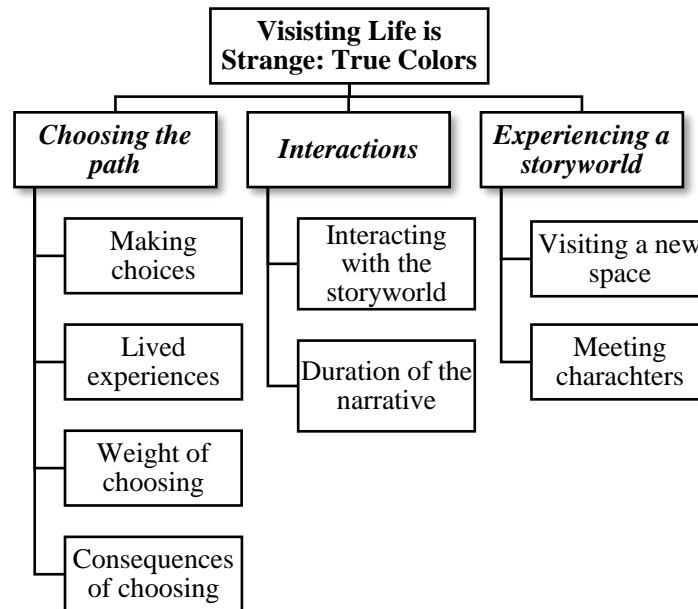 Visisting Life is
Strange: True Colors
Choosing the
path
Interactions
Experiencing a
storyworld
Making
choices
Lived
experiences
Weight of
choosing
Consequences
of choosing
Interacting
with the
storyworld
Duration of the
narrative
Visiting a new
space
Meeting
charachters